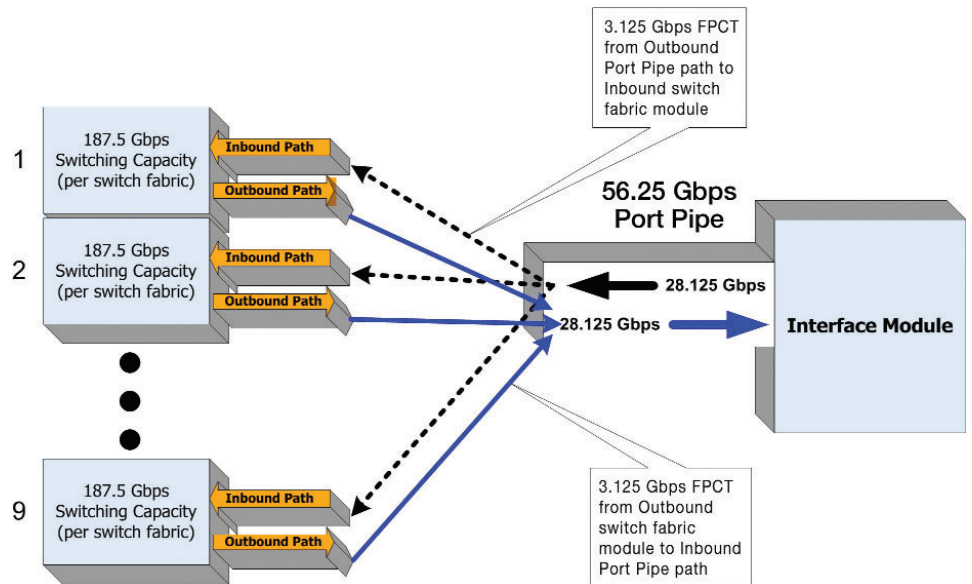 3.125 Gbps FPCT
from Outbound
Port Pipe path to
Inbound switch
fabric module
1
187.5 Gbps
Switching Capacity
(per switch fabric)
Inbound Path
Outbound Path
56.25 Gbps
Port Pipe
2
187.5 Gbps
Switching Capacity
(per switch fabric)
Inbound Path
Outbound Path
28.125 Gbps
28.125 Gbps
Interface Module
9
187.5 Gbps
Switching Capacity
(per switch fabric)
Inbound Path
Outbound Path
3.125 Gbps FPCT
from Outbound
switch fabric
module to Inbound
Port Pipe path